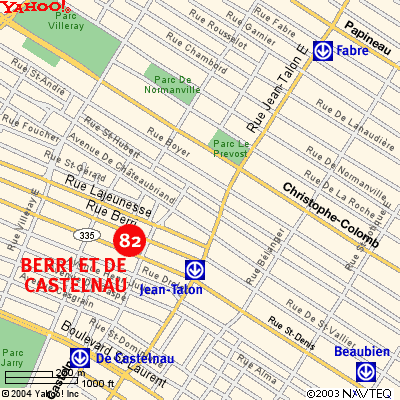 YAHOO!
Parc
Villeray
Rue Fabre
Rue Rousselot
Rue Garnier
Papineau
Fabre
Rue Chambord
Rue Jean-Talon E
Rue St-André
Parc De
Normanville
Rue De Lanaudière
Rue Foucher
Rue St-Hubert
Rue Boyer
Parc Le
Prevost
Rue De Normanville
Avenue De Châteaubriand
Rue St-Gérard
Rue De La Roche
Christophe-Colomb
Rue Lajeunesse
Rue Villeray E
Rue Berri
335
82
BERRI ET DE
CASTELNAU
Rue Bélanger
Jean-Talon
Rue St-Denis
Rue De St-Vallier
Boulevard
Laurent
Rue St-Dominique
De Castelnau
Rue Alma
Beaubien
Parc
Jarry
200 m
1000 ft
©2004 Yahoo! Inc
©2003 NAVTEQ